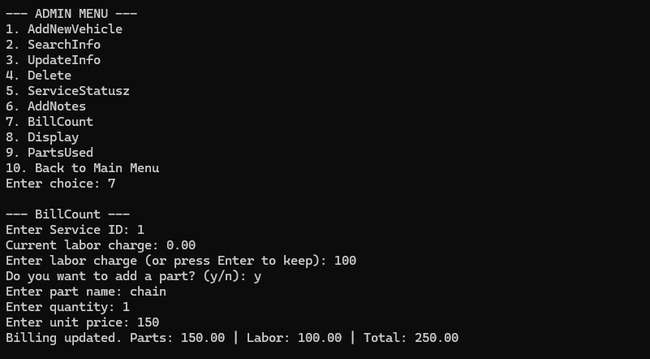 --- ADMIN MENU ---
1. AddNewVehicle
2. SearchInfo
3. UpdateInfo
4. Delete
5. ServiceStatusz
6. AddNotes
7. BillCount
8. Display
9. PartsUsed
10. Back to Main Menu
Enter choice: 7

--- BillCount ---
Enter Service ID: 1
Current labor charge: 0.00
Enter labor charge (or press Enter to keep): 100
Do you want to add a part? (y/n): y
Enter part name: chain
Enter quantity: 1
Enter unit price: 150
Billing updated. Parts: 150.00 | Labor: 100.00 | Total: 250.00